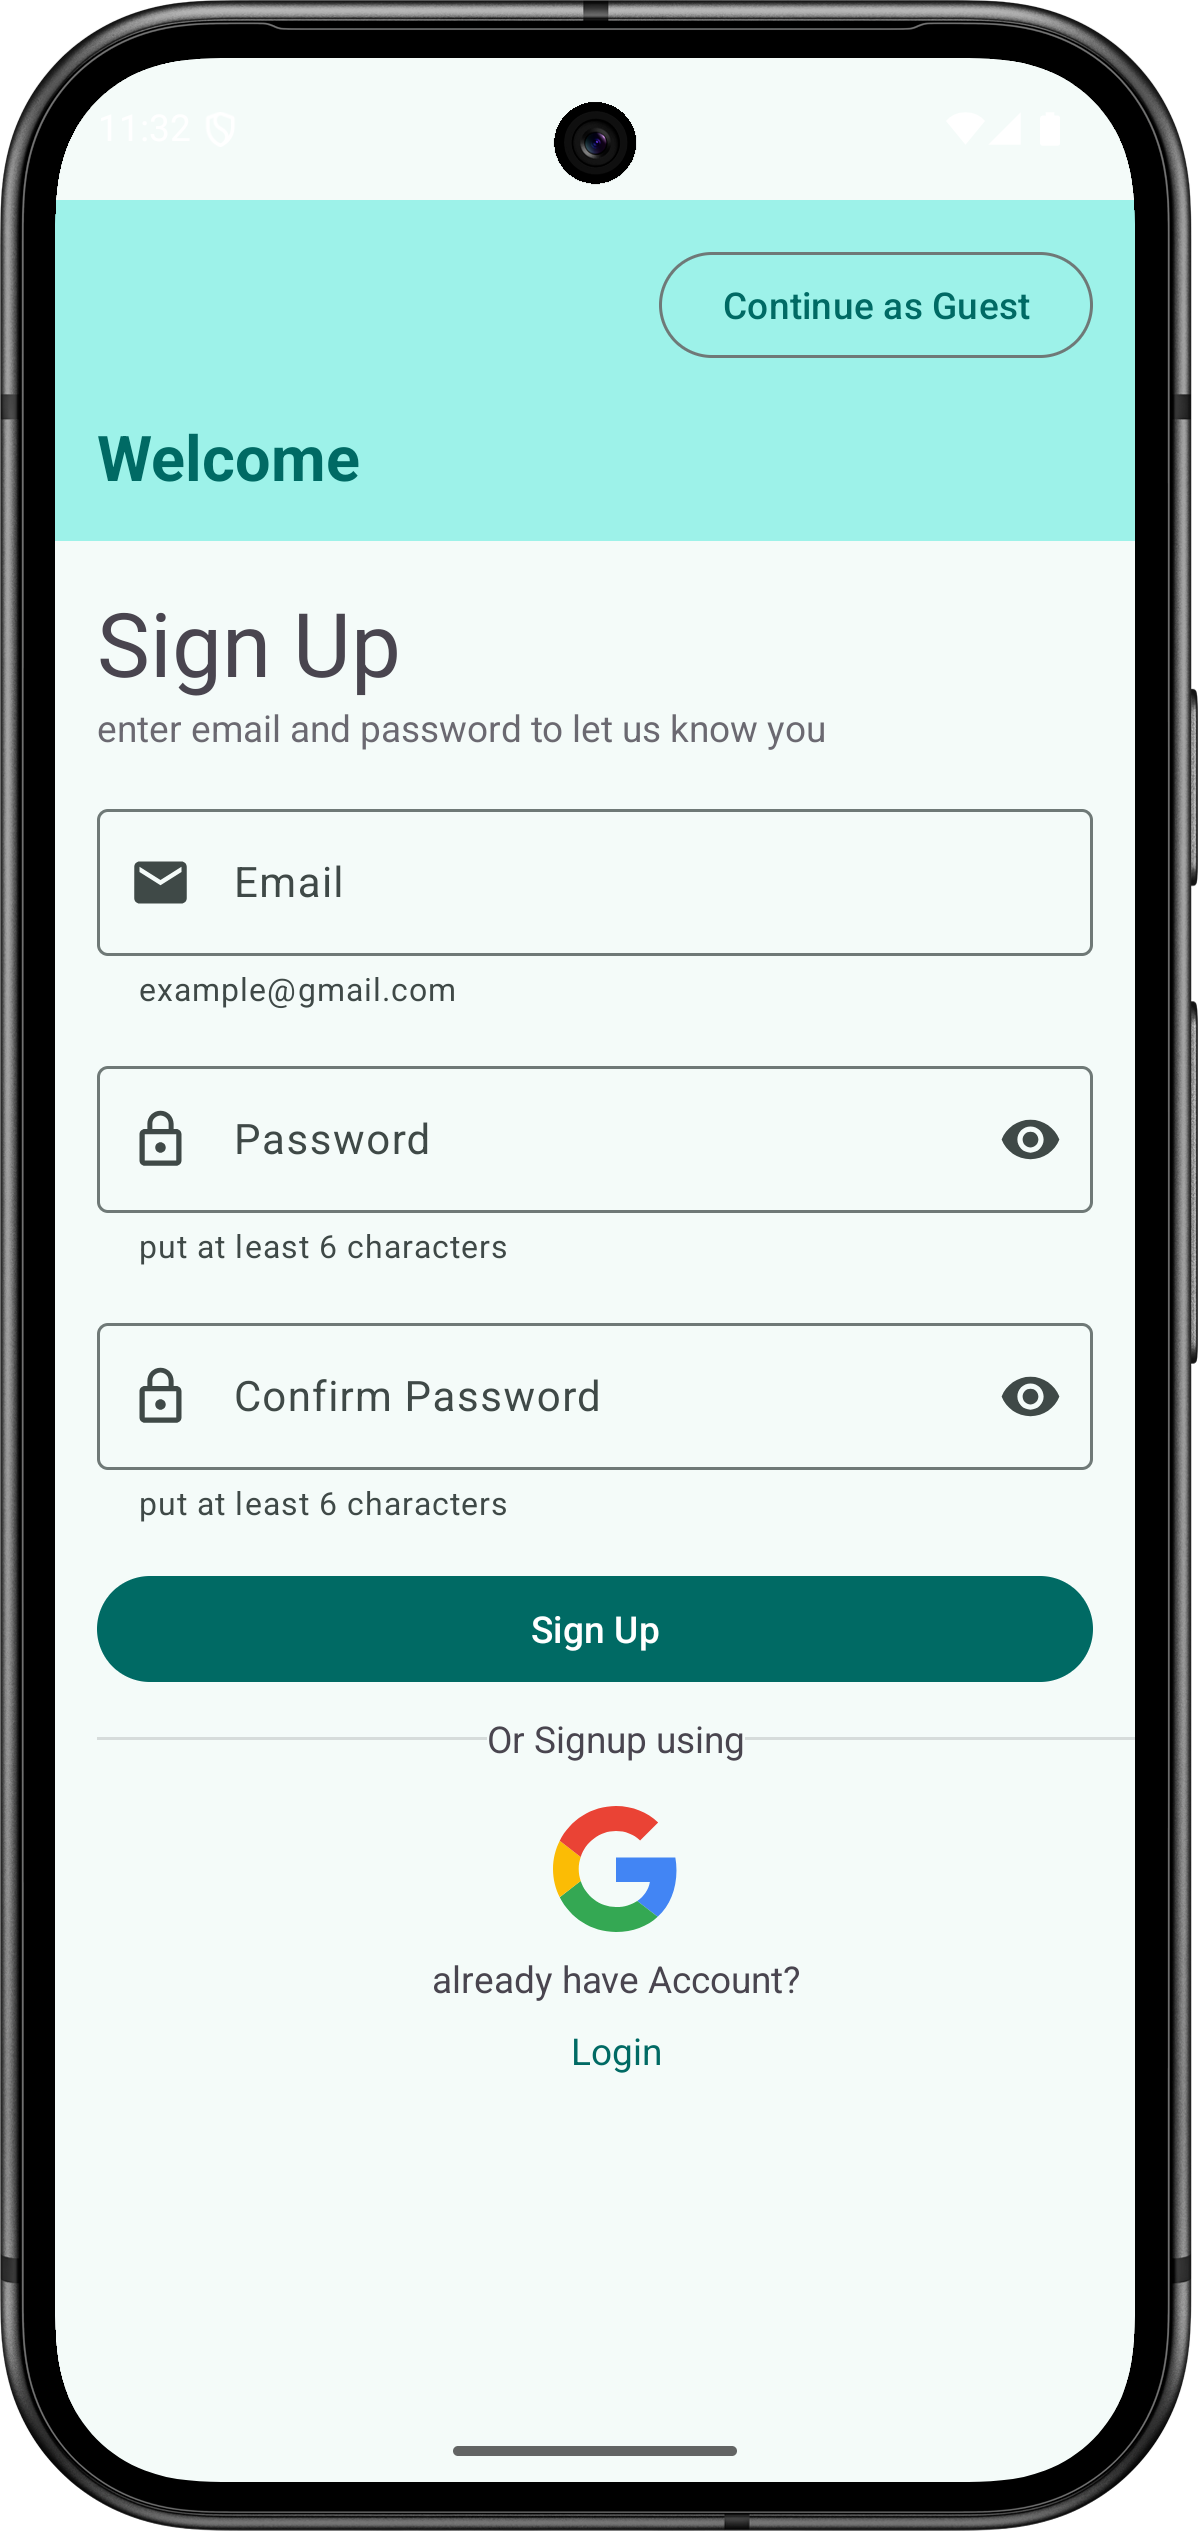 11:32
Continue as Guest
Welcome
Sign Up
enter email and password to let us know you
Email
example@gmail.com
Password
put at least 6 characters
Confirm Password
put at least 6 characters
Sign Up
Or Signup using
already have Account?
Login